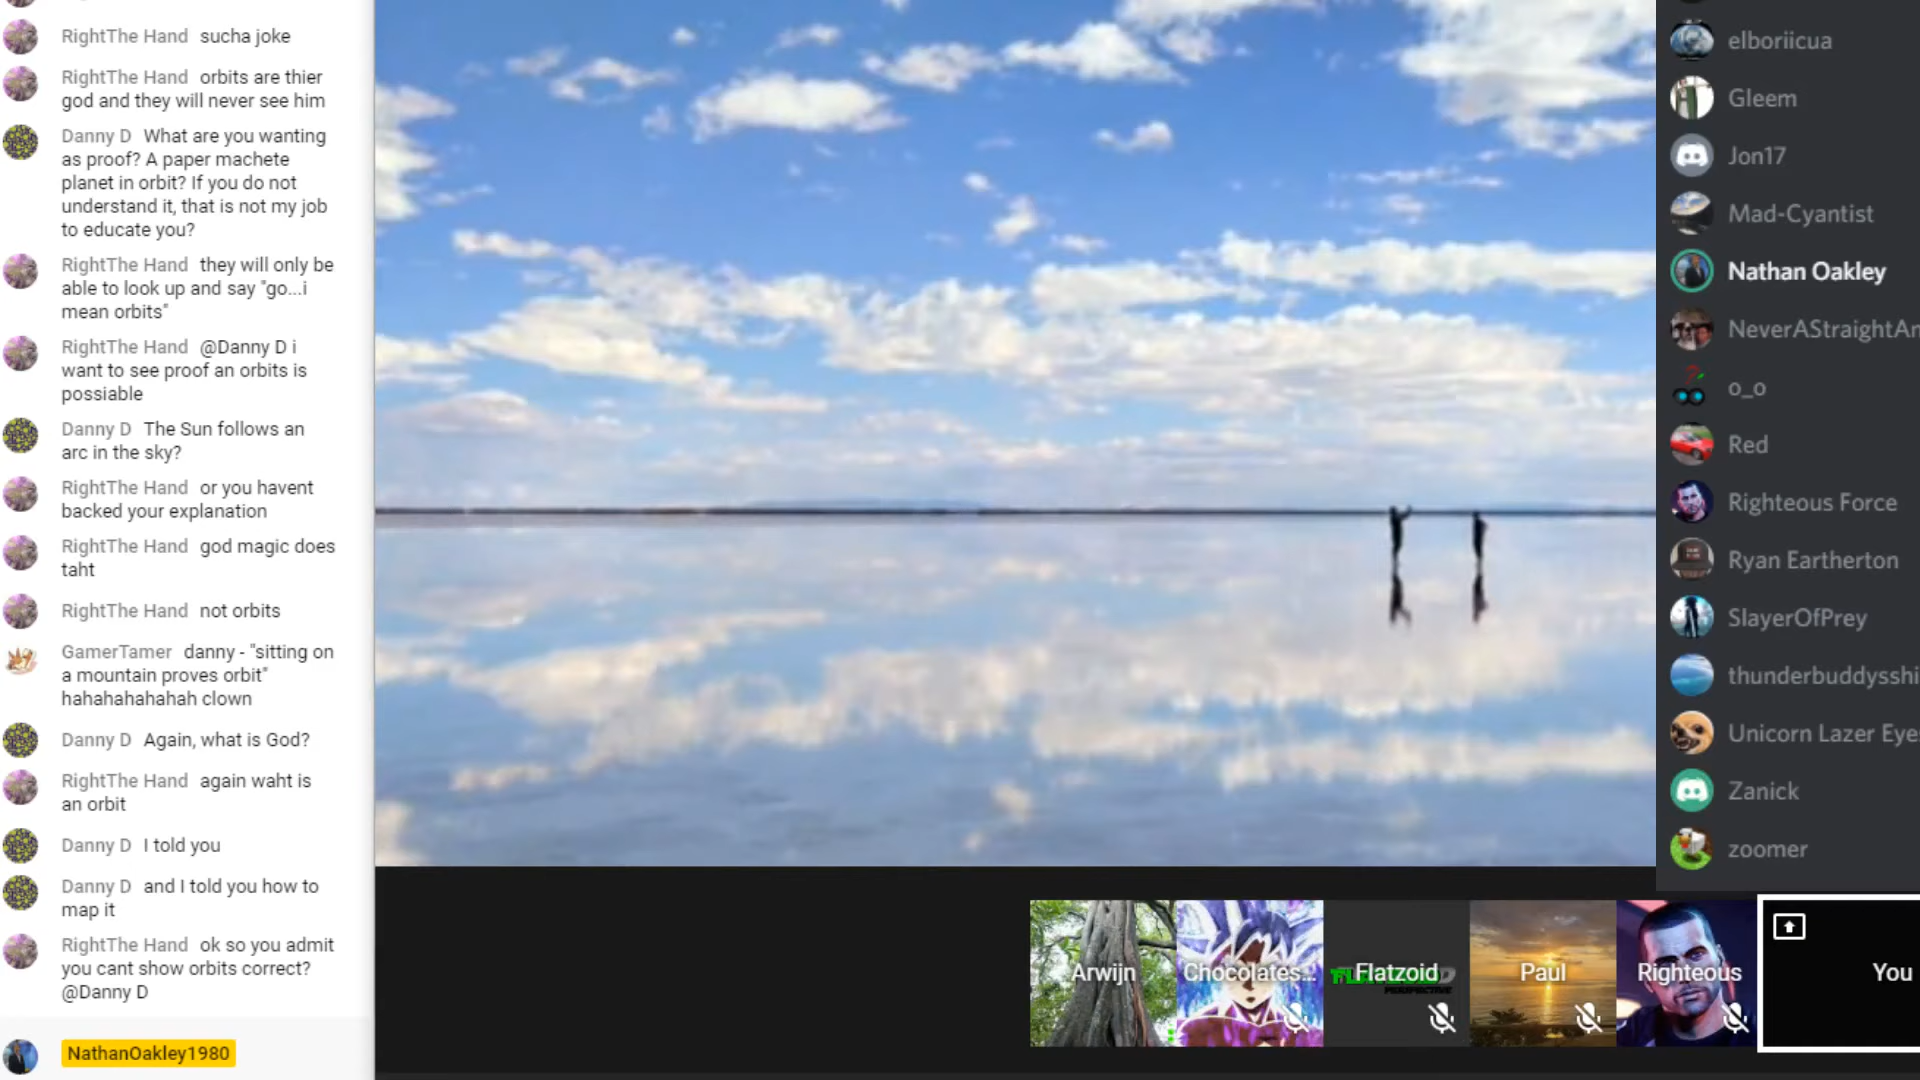 RightThe Hand sucha joke
RightThe Hand orbits are thier
god and they will never see him
Danny D What are you wanting
as proof? A paper machete
planet in orbit? If you do not
understand it, that is not my job
to educate you?
RightThe Hand they will only be
able to look up and say "go...i
mean orbits"
RightThe Hand @Danny D i
want to see proof an orbits is
possiable
Danny D The Sun follows an
arc in the sky?
RightThe Hand or you havent
backed your explanation
RightThe Hand god magic does
taht
RightThe Hand not orbits
GamerTamer danny - "sitting on
a mountain proves orbit"
hahahahahahah clown
Danny D Again, what is God?
RightThe Hand again waht is
an orbit
Danny D I told you
Danny D and I told you how to
map it
RightThe Hand ok so you admit
you cant show orbits correct?
@Danny D
NathanOakley1980
elboriicua
Gleem
Jon17
Mad-Cyantist
Nathan Oakley
NeverAStraightAn
o_o
Red
Righteous Force
Ryan Eartherton
SlayerOfPrey
thunderbuddysshi
Unicorn Lazer Eyes
Zanick
zoomer
Arwijn
Chocolates...
Flatzoid
PERSPECTIVE
Paul
Righteous
You